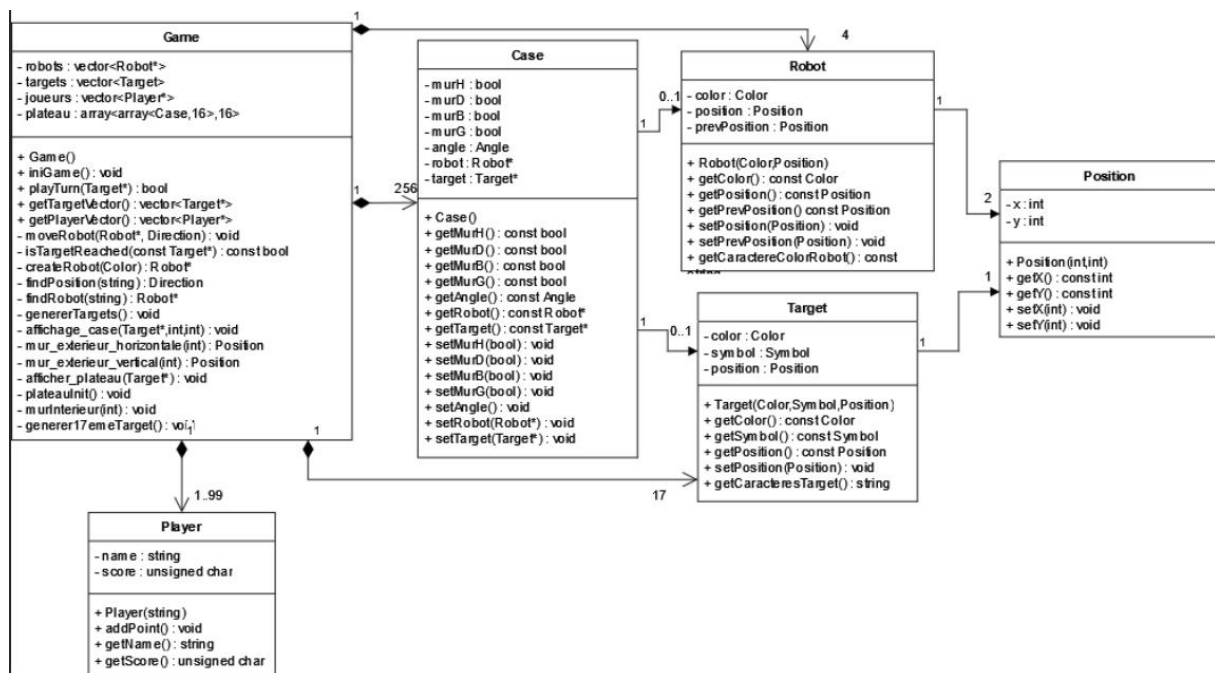 Game
- robots : vector<Robot*>
- targets : vector<Target>
- joueurs : vector<Player*>
- plateau : array<array<Case,16>,16>
+ Game()
+ iniGame() : void
+ playTurn(Target*) : bool
+ getTargetVector() : vector<Target*>
+ getPlayerVector() : vector<Player*>
- moveRobot(Robot*, Direction) : void
- isTargetReached(const Target*) : const bool
- createRobot(Color) : Robot*
- findPosition(string) : Direction
- findRobot(string) : Robot*
- genererTargets() : void
- affichage_case(Target*,int,int) : void
- mur_exterieur_horizontale(int) : Position
- mur_exterieur_vertical(int) : Position
- afficher_plateau(Target*) : void
- plateauInit() : void
- murInterieur(int) : void
- generer17emeTarget() :
1
4
1
256
1
1
1..99
17
Case
- murH : bool
- murD : bool
- murB : bool
- murG : bool
- angle : Angle
- robot : Robot*
- target : Target*
+ Case()
+ getMurH() : const bool
+ getMurD() : const bool
+ getMurB() : const bool
+ getMurG() : const bool
+ getAngle() : const Angle
+ getRobot() : const Robot*
+ getTarget() : const Target*
+ setMurH(bool) : void
+ setMurD(bool) : void
+ setMurB(bool) : void
+ setMurG(bool) : void
+ setAngle() : void
+ setRobot(Robot*) : void
+ setTarget(Target*) : void
1
0..1
1
0..1
Robot
- color : Color
- position : Position
- prevPosition : Position
+ Robot(Color,Position)
+ getColor() : const Color
+ getPosition() : const Position
+ getPrevPosition() const Position
+ setPosition(Position) : void
+ setPrevPosition(Position) : void
+ getCaractereColorRobot() : const
1
2
Position
- x : int
- y : int
+ Position(int,int)
+ getX() : const int
+ getY() : const int
+ setX(int) : void
+ setY(int) : void
1
1
Target
- color : Color
- symbol : Symbol
- position : Position
+ Target(Color,Symbol,Position)
+ getColor() : const Color
+ getSymbol() : const Symbol
+ getPosition() : const Position
+ setPosition(Position) : void
+ getCaracteresTarget() : string
Player
- name : string
- score : unsigned char
+ Player(string)
+ addPoint() : void
+ getName() : string
+ getScore() : unsigned char